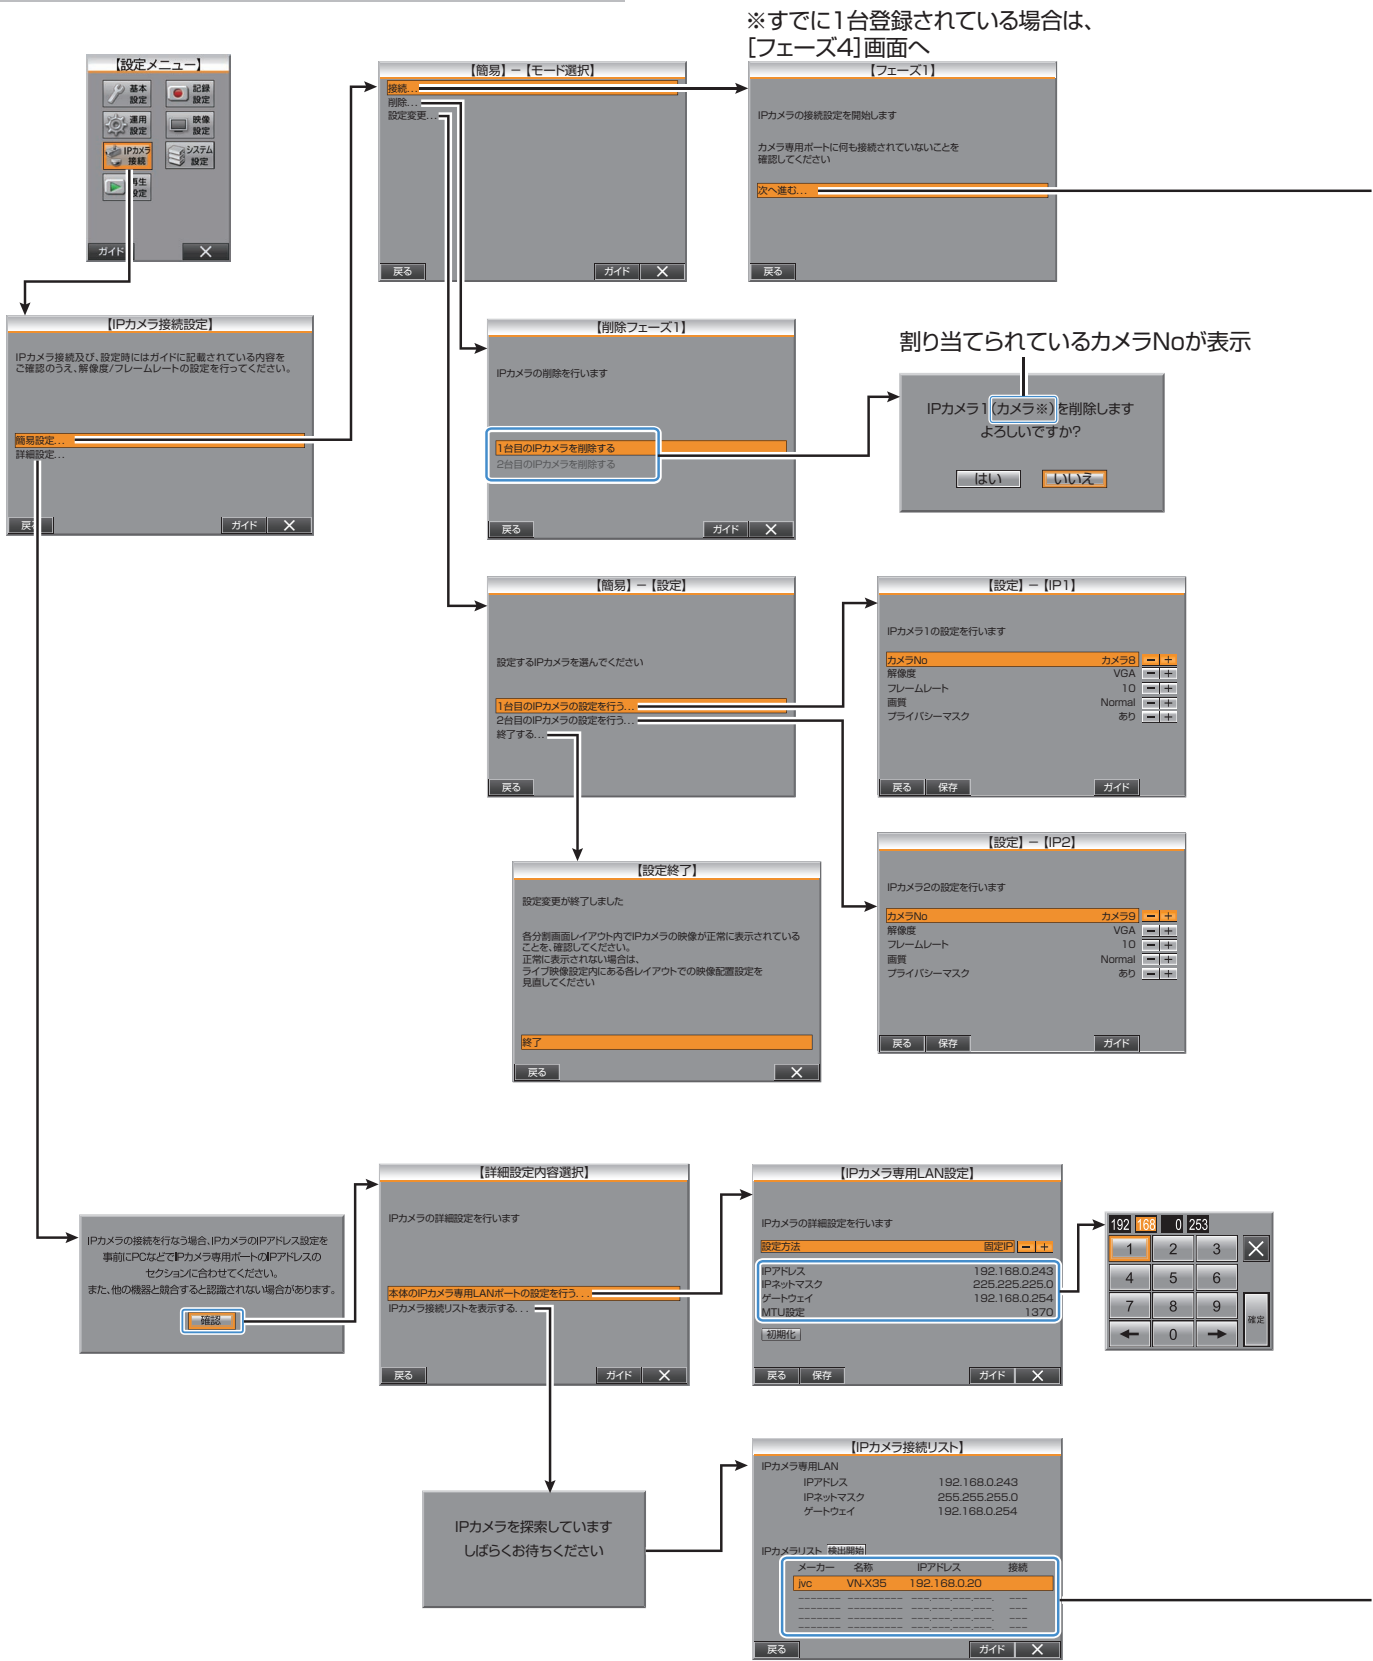 ※すでに1台登録されている場合は、
[フェーズ4]画面へ
【設定メニュー】
基本
設定
記録
設定
運用
設定
映像
設定
IPカメラ
接続
システム
設定
再生
設定
ガイド ×
【簡易】－【モード選択】
接続...
削除...
設定変更...
戻る ガイド ×
【フェーズ1】
IPカメラの接続設定を開始します
カメラ専用ポートに何も接続されていないことを
確認してください
次へ進む...
戻る
【IPカメラ接続設定】
IPカメラ接続及び、設定時にはガイドに記載されている内容を
ご確認のうえ、解像度/フレームレートの設定を行ってください。
簡易設定...
詳細設定...
戻る ガイド ×
【削除フェーズ1】
IPカメラの削除を行います
1台目のIPカメラを削除する
2台目のIPカメラを削除する
戻る ガイド ×
割り当てられているカメラNoが表示
IPカメラ1(カメラ※)を削除します
よろしいですか?
はい いいえ
【簡易】－【設定】
設定するIPカメラを選んでください
1台目のIPカメラの設定を行う...
2台目のIPカメラの設定を行う...
終了する...
戻る
【設定】－【IP1】
IPカメラ1の設定を行います
カメラNo カメラ8 － ＋
解像度 VGA － ＋
フレームレート 10 － ＋
画質 Normal － ＋
プライバシーマスク あり － ＋
戻る 保存 ガイド
【設定】－【IP2】
IPカメラ2の設定を行います
カメラNo カメラ9 － ＋
解像度 VGA － ＋
フレームレート 10 － ＋
画質 Normal － ＋
プライバシーマスク あり － ＋
戻る 保存 ガイド
【設定終了】
設定変更が終了しました
各分割画面レイアウト内でIPカメラの映像が正常に表示されている
ことを、確認してください。
正常に表示されない場合は、
ライブ映像設定内にある各レイアウトでの映像配置設定を
見直してください
終了
戻る ×
IPカメラの接続を行なう場合、IPカメラのIPアドレス設定を
事前にPCなどでIPカメラ専用ポートのIPアドレスの
セクションに合わせてください。
また、他の機器と競合すると認識されない場合があります。
確認
【詳細設定内容選択】
IPカメラの詳細設定を行います
本体のIPカメラ専用LANポートの設定を行う...
IPカメラ接続リストを表示する...
戻る ガイド ×
【IPカメラ専用LAN設定】
IPカメラの詳細設定を行います
設定方法 固定IP － ＋
IPアドレス 192.168.0.243
IPネットマスク 225.225.225.0
ゲートウェイ 192.168.0.254
MTU設定 1370
初期化
戻る 保存 ガイド ×
192 168 0 253
1 2 3 ×
4 5 6
7 8 9 確定
← 0 →
IPカメラを探索しています
しばらくお待ちください
【IPカメラ接続リスト】
IPカメラ専用LAN
IPアドレス 192.168.0.243
IPネットマスク 255.255.255.0
ゲートウェイ 192.168.0.254
IPカメラリスト 検出開始
メーカー 名称 IPアドレス 接続
jvc VN-X35 192.168.0.20
------- --------- ---.---.---.---. ---
------- --------- ---.---.---.---. ---
------- --------- ---.---.---.---. ---
戻る ガイド ×